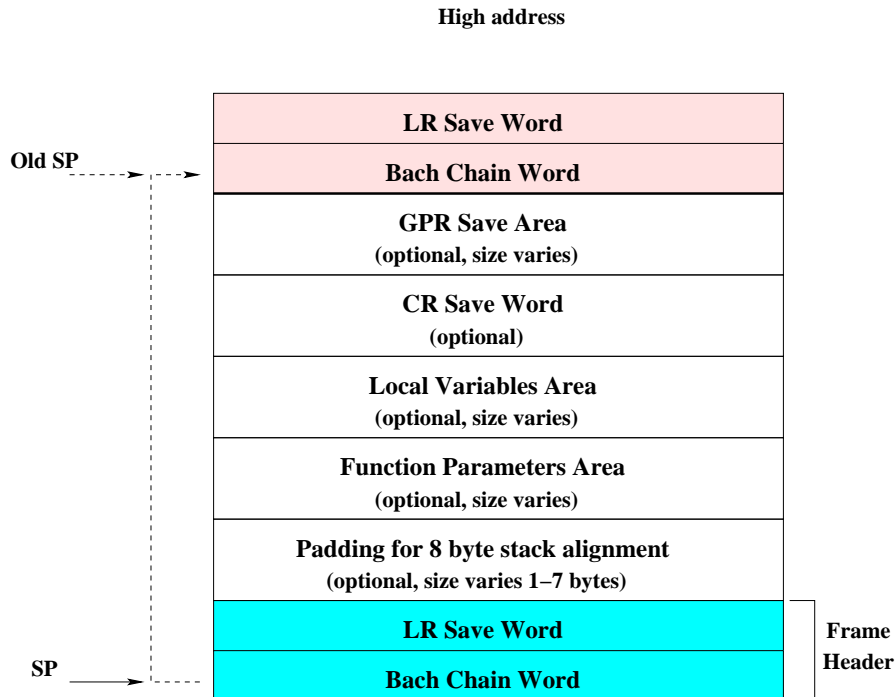 High address
LR Save Word
Old SP
Bach Chain Word
GPR Save Area
(optional, size varies)
CR Save Word
(optional)
Local Variables Area
(optional, size varies)
Function Parameters Area
(optional, size varies)
Padding for 8 byte stack alignment
(optional, size varies 1–7 bytes)
LR Save Word
Frame
Header
SP
Bach Chain Word